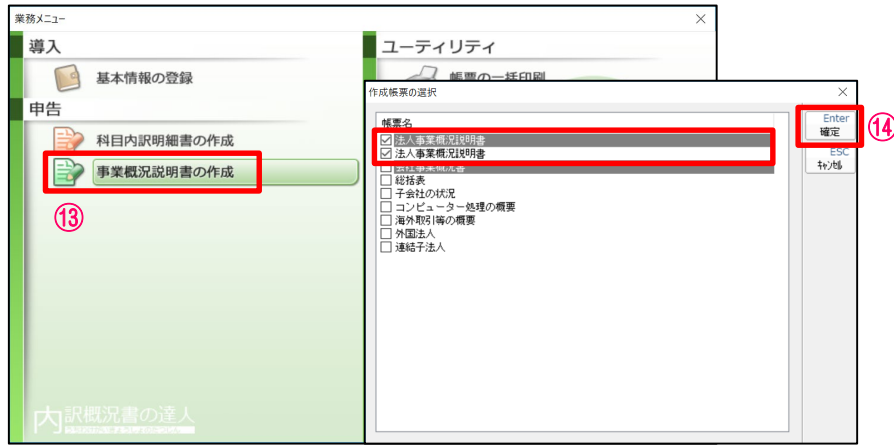 業務メニュー
導入
基本情報の登録
申告
科目内訳明細書の作成
事業概況説明書の作成
⑬
内訳概況書の達人
ユーティリティ
帳票の一括印刷
作成帳票の選択
帳票名
法人事業概況説明書
法人事業概況説明書
会社事業概況書
総括表
子会社の状況
コンピューター処理の概要
海外取引等の概要
外国法人
連結子法人
Enter
確定
⑭
ESC
ｷｬﾝｾﾙ